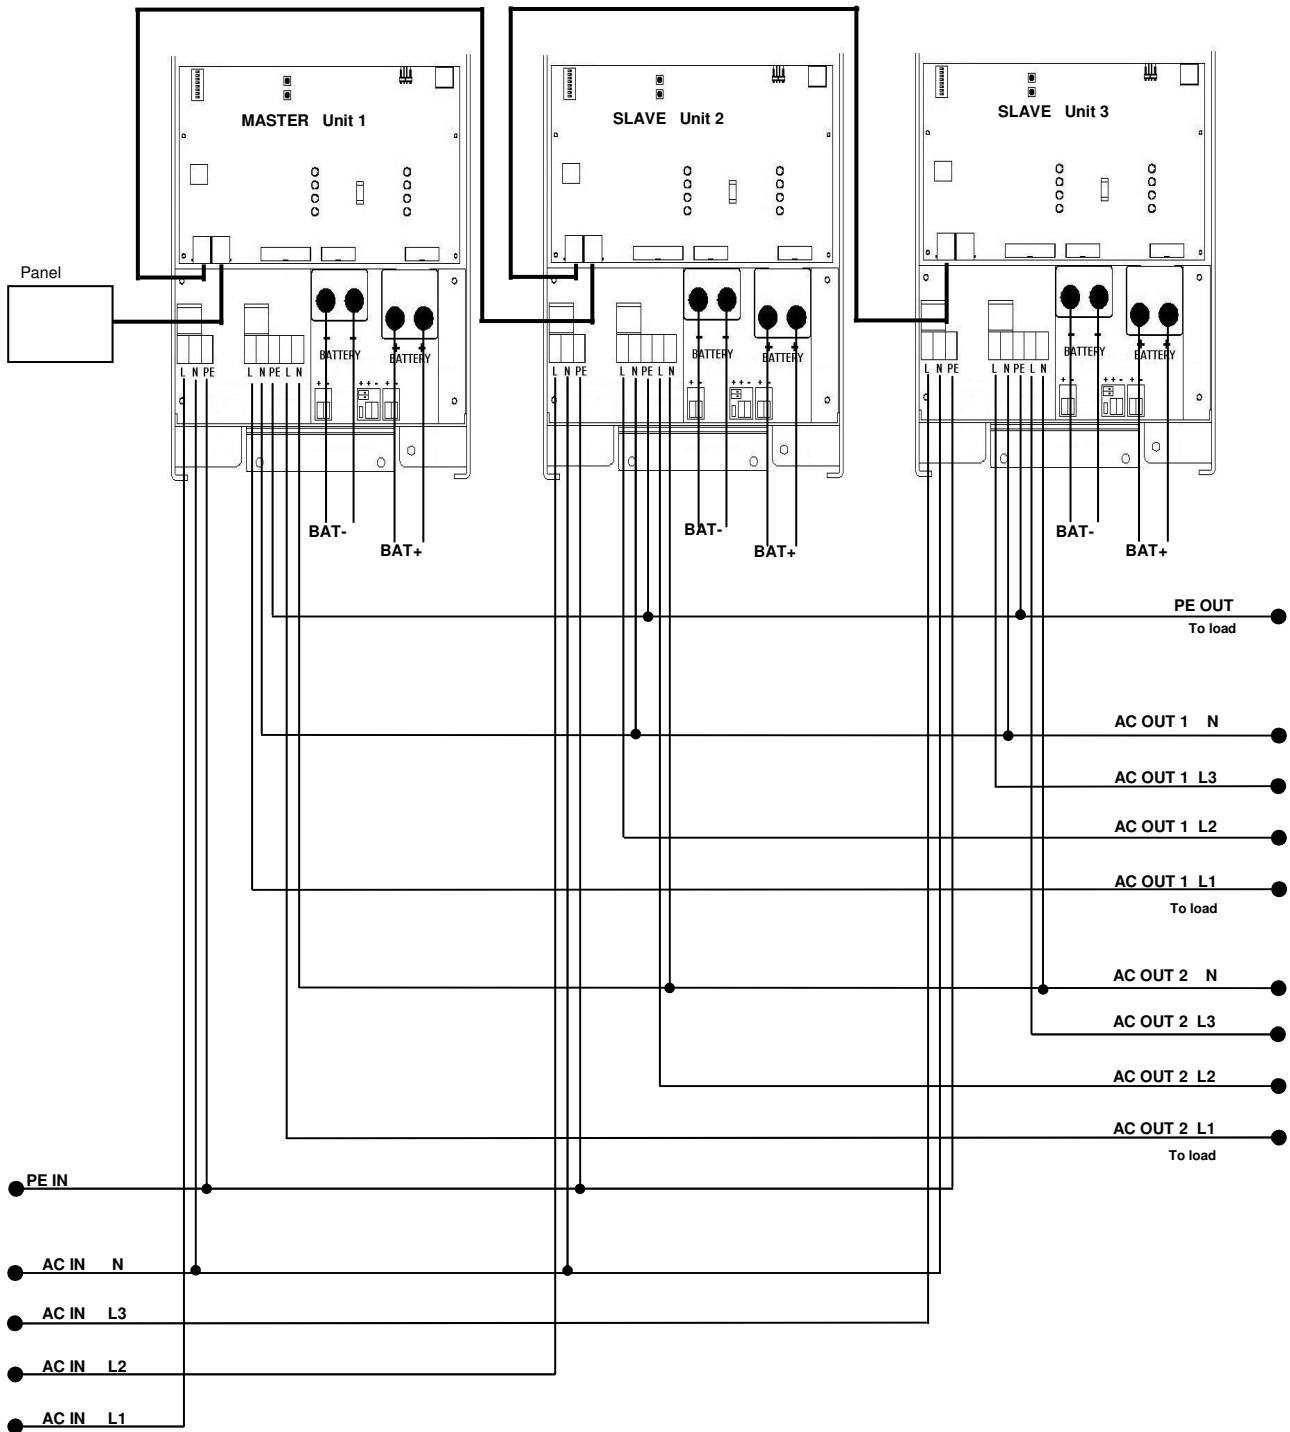 MASTER Unit 1
SLAVE Unit 2
SLAVE Unit 3
Panel
- -
BATTERY
+ +
BATTERY
- -
BATTERY
+ +
BATTERY
- -
BATTERY
+ +
BATTERY
L N PE
L N PE L N
+ -
+ + -
L N PE
L N PE L N
+ -
+ + -
L N PE
L N PE L N
+ -
+ + -
BAT-
BAT+
BAT-
BAT+
BAT-
BAT+
PE OUT
To load
AC OUT 1 N
AC OUT 1 L3
AC OUT 1 L2
AC OUT 1 L1
To load
AC OUT 2 N
AC OUT 2 L3
AC OUT 2 L2
AC OUT 2 L1
To load
PE IN
AC IN N
AC IN L3
AC IN L2
AC IN L1